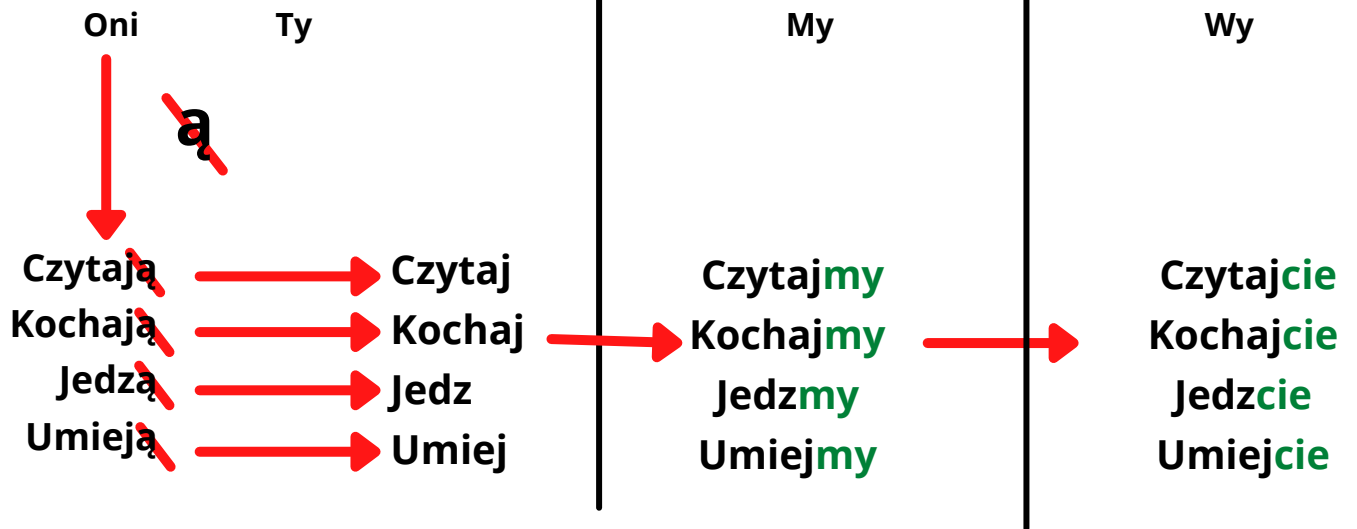 Oni Ty My Wy
ą
Czytają Czytaj Czytajmy Czytajcie
Kochają Kochaj Kochajmy Kochajcie
Jedzą Jedz Jedzmy Jedzcie
Umieją Umiej Umiejmy Umiejcie